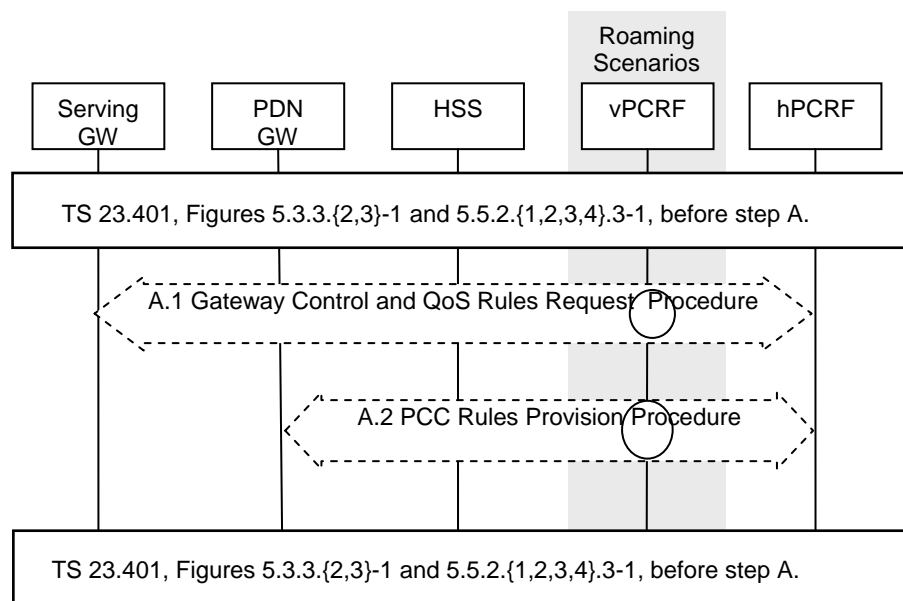 Roaming
Scenarios
Serving
GW
PDN
GW
HSS
vPCRF
hPCRF
TS 23.401, Figures 5.3.3.{2,3}-1 and 5.5.2.{1,2,3,4}.3-1, before step A.
A.1 Gateway Control and QoS Rules Request Procedure
A.2 PCC Rules Provision Procedure
TS 23.401, Figures 5.3.3.{2,3}-1 and 5.5.2.{1,2,3,4}.3-1, before step A.